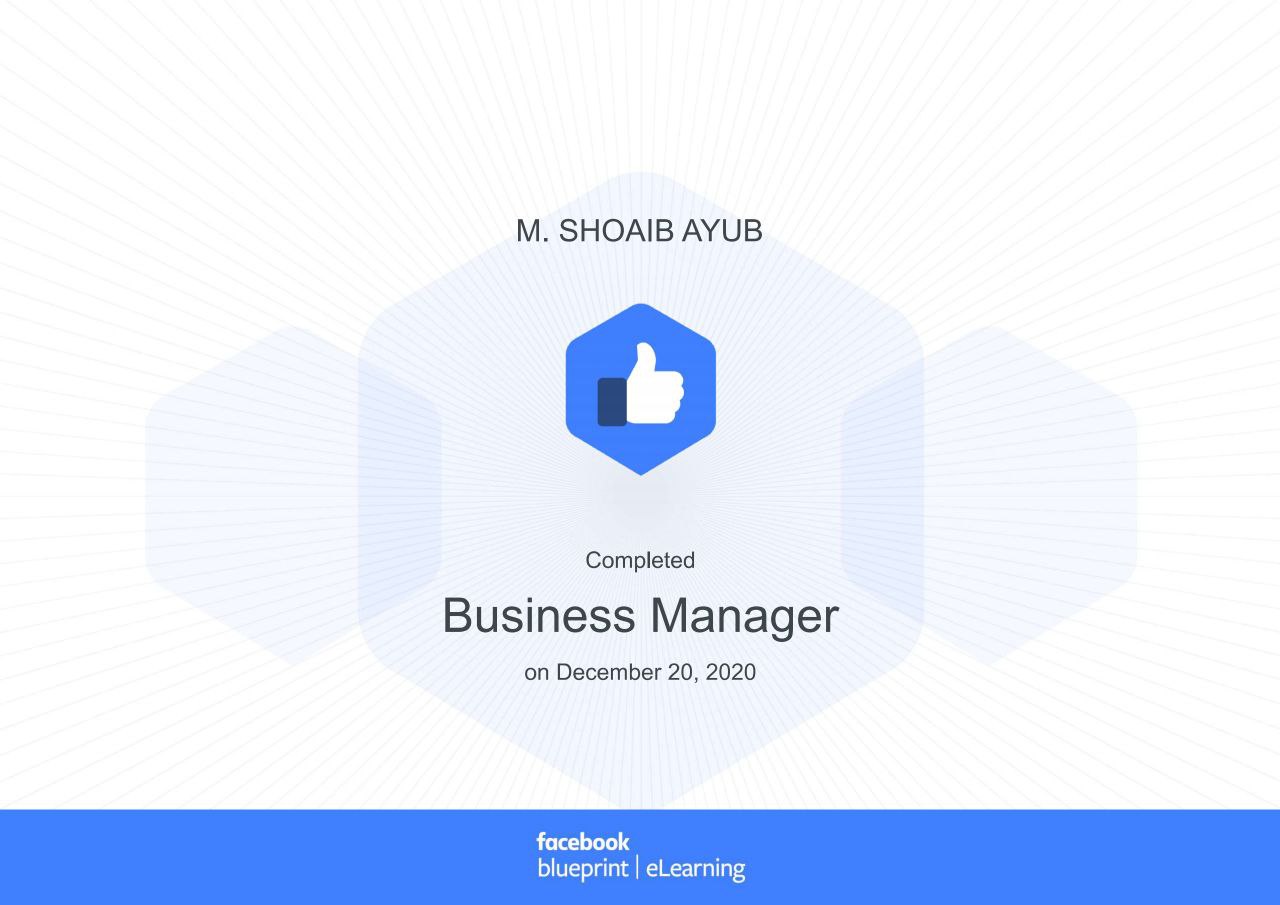 M. SHOAIB AYUB
Completed
Business Manager
on December 20, 2020
facebook
blueprint | eLearning